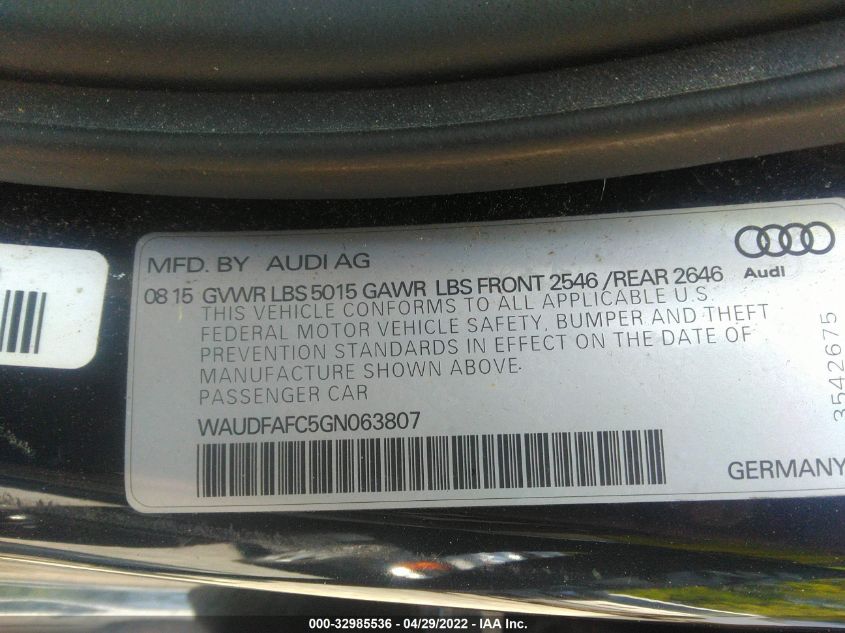 Audi
MFD. BY AUDI AG
08 15 GVWR LBS 5015 GAWR LBS FRONT 2546 /REAR 2646
THIS VEHICLE CONFORMS TO ALL APPLICABLE U.S.
FEDERAL MOTOR VEHICLE SAFETY, BUMPER AND THEFT
PREVENTION STANDARDS IN EFFECT ON THE DATE OF
MANUFACTURE SHOWN ABOVE.
PASSENGER CAR
WAUDFAFC5GN063807
GERMANY
3542675
000-32985536 - 04/29/2022 - IAA Inc.